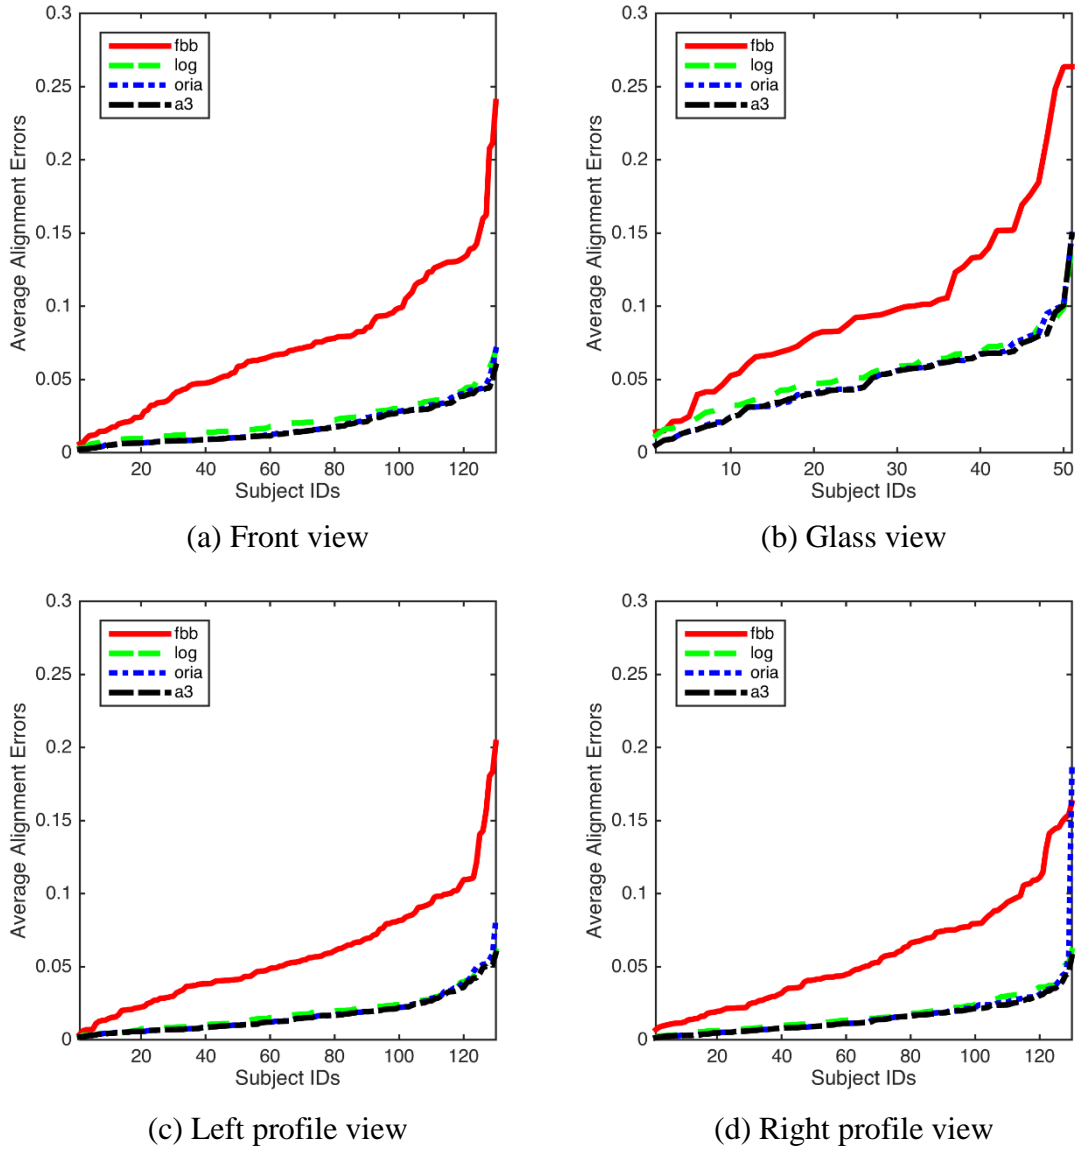 0.3
0.25
0.2
0.15
0.1
0.05
0
Average Alignment Errors
fbb
log
oria
a3
20 40 60 80 100 120
Subject IDs
(a) Front view
0.3
0.25
0.2
0.15
0.1
0.05
0
Average Alignment Errors
fbb
log
oria
a3
10 20 30 40 50
Subject IDs
(b) Glass view
0.3
0.25
0.2
0.15
0.1
0.05
0
Average Alignment Errors
fbb
log
oria
a3
20 40 60 80 100 120
Subject IDs
(c) Left profile view
0.3
0.25
0.2
0.15
0.1
0.05
0
Average Alignment Errors
fbb
log
oria
a3
20 40 60 80 100 120
Subject IDs
(d) Right profile view